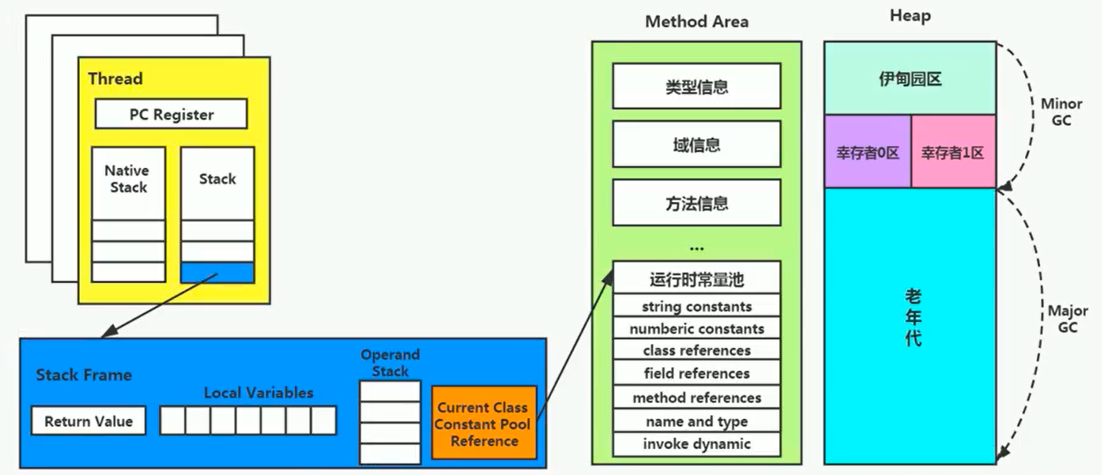 Thread
PC Register
Native
Stack
Stack
Stack Frame
Return Value
Local Variables
Operand
Stack
Current Class
Constant Pool
Reference
Method Area
类型信息
域信息
方法信息
...
运行时常量池
string constants
numberic constants
class references
field references
method references
name and type
invoke dynamic
Heap
伊甸园区
幸存者0区
幸存者1区
老
年
代
Minor
GC
Major
GC